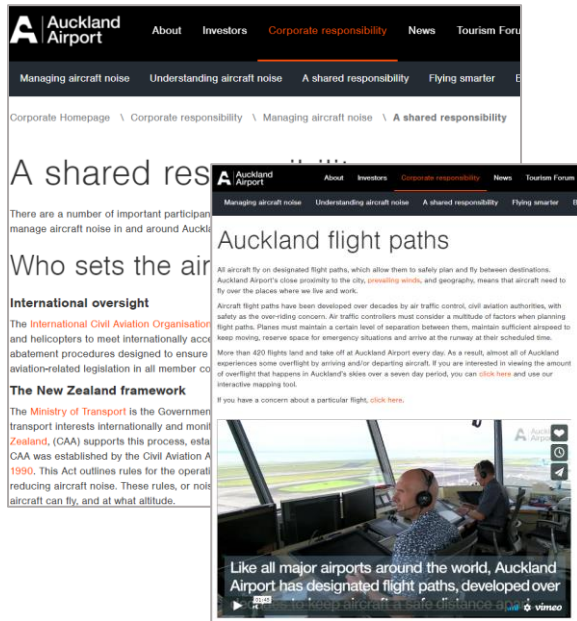 Auckland
Airport
About Investors Corporate responsibility News Tourism Foru
Managing aircraft noise Understanding aircraft noise A shared responsibility Flying smarter
Corporate Homepage \ Corporate responsibility \ Managing aircraft noise \ A shared responsibility
A shared res
There are a number of important participan
manage aircraft noise in and around Auckla
Who sets the air
International oversight
The International Civil Aviation Organisation
and helicopters to meet internationally acce
abatement procedures designed to ensure
aviation-related legislation in all member co
The New Zealand framework
The Ministry of Transport is the Governmen
transport interests internationally and monit
Zealand, (CAA) supports this process, esta
CAA was established by the Civil Aviation A
1990. This Act outlines rules for the operati
reducing aircraft noise. These rules, or nois
aircraft can fly, and at what altitude.
Auckland
Airport
About Investors Corporate responsibility News Tourism Forum
Managing aircraft noise Understanding aircraft noise A shared responsibility Flying smarter B
Auckland flight paths
All aircraft fly on designated flight paths, which allow them to safely plan and fly between destinations.
Auckland Airport's close proximity to the city, prevailing winds, and geography, means that aircraft need to
fly over the places where we live and work.
Aircraft flight paths have been developed over decades by air traffic control, civil aviation authorities, with
safety as the over-riding concern. Air traffic controllers must consider a multitude of factors when planning
flight paths. Planes must maintain a certain level of separation between them, maintain sufficient airspeed to
keep moving, reserve space for emergency situations and arrive at the runway at their scheduled time.
More than 420 flights land and take off at Auckland Airport every day. As a result, almost all of Auckland
experiences some overflight by arriving and/or departing aircraft. If you are interested in viewing the amount
of overflight that happens in Auckland's skies over a seven day period, you can click here and use our
interactive mapping tool.
If you have a concern about a particular flight, click here.
Like all major airports around the world, Auckland
Airport has designated flight paths, developed over
to keep aircraft a safe distance
01:45
vimeo